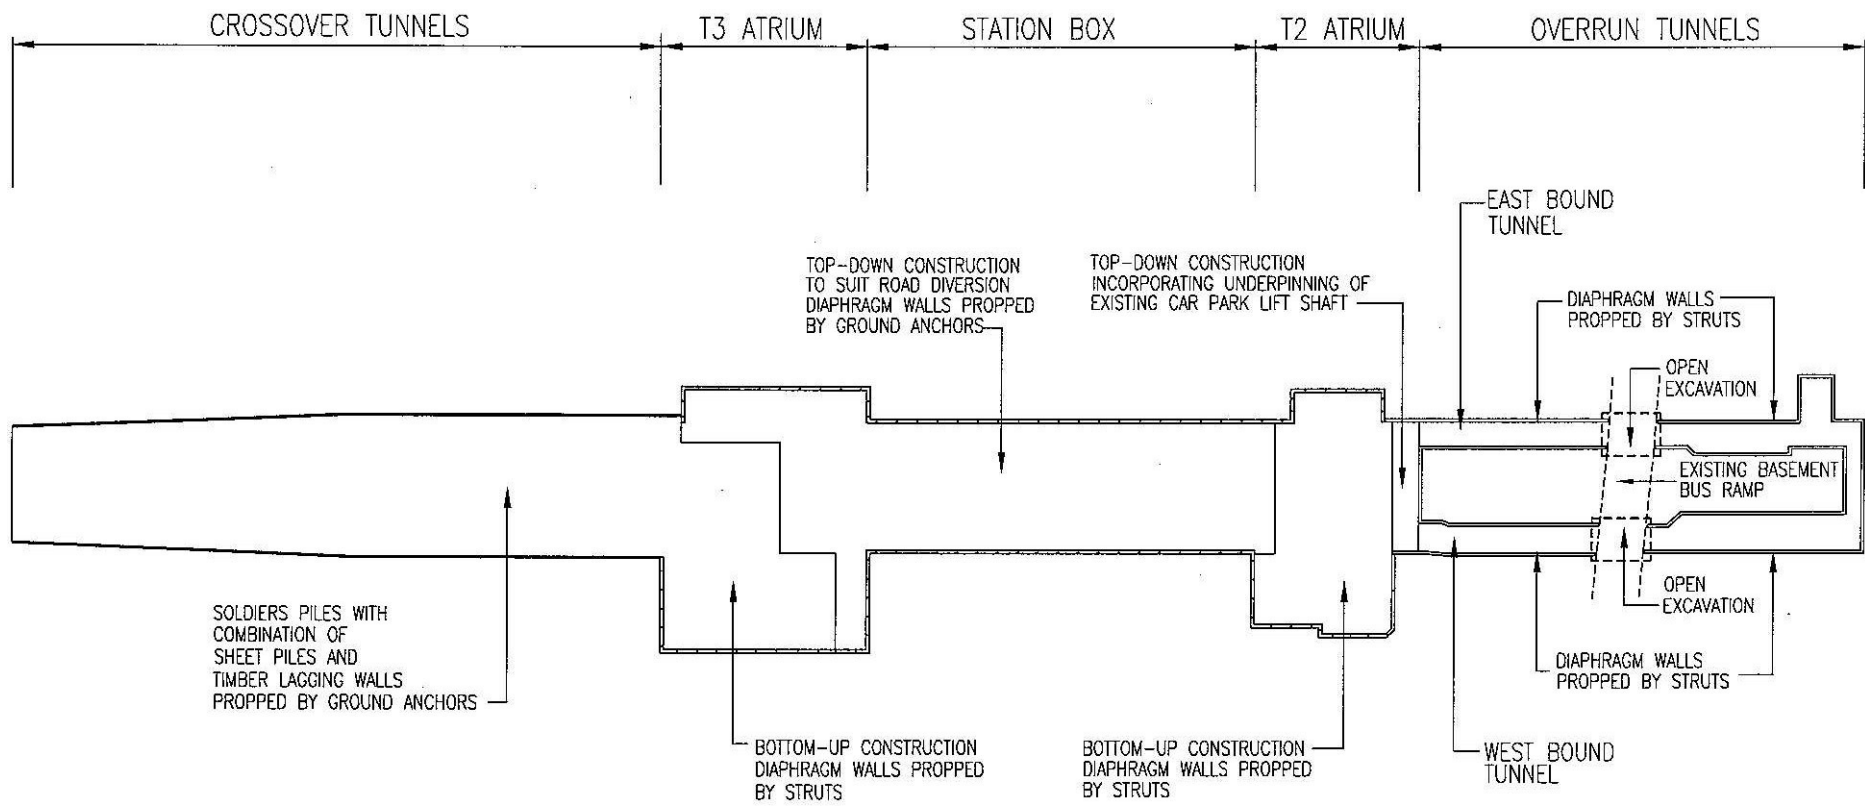 CROSSOVER TUNNELS
T3 ATRIUM
STATION BOX
T2 ATRIUM
OVERRUN TUNNELS
EAST BOUND
TUNNEL
TOP-DOWN CONSTRUCTION
TO SUIT ROAD DIVERSION
DIAPHRAGM WALLS PROPPED
BY GROUND ANCHORS
TOP-DOWN CONSTRUCTION
INCORPORATING UNDERPINNING OF
EXISTING CAR PARK LIFT SHAFT
DIAPHRAGM WALLS
PROPPED BY STRUTS
OPEN
EXCAVATION
EXISTING BASEMENT
BUS RAMP
OPEN
EXCAVATION
SOLDIERS PILES WITH
COMBINATION OF
SHEET PILES AND
TIMBER LAGGING WALLS
PROPPED BY GROUND ANCHORS
DIAPHRAGM WALLS
PROPPED BY STRUTS
BOTTOM-UP CONSTRUCTION
DIAPHRAGM WALLS PROPPED
BY STRUTS
BOTTOM-UP CONSTRUCTION
DIAPHRAGM WALLS PROPPED
BY STRUTS
WEST BOUND
TUNNEL